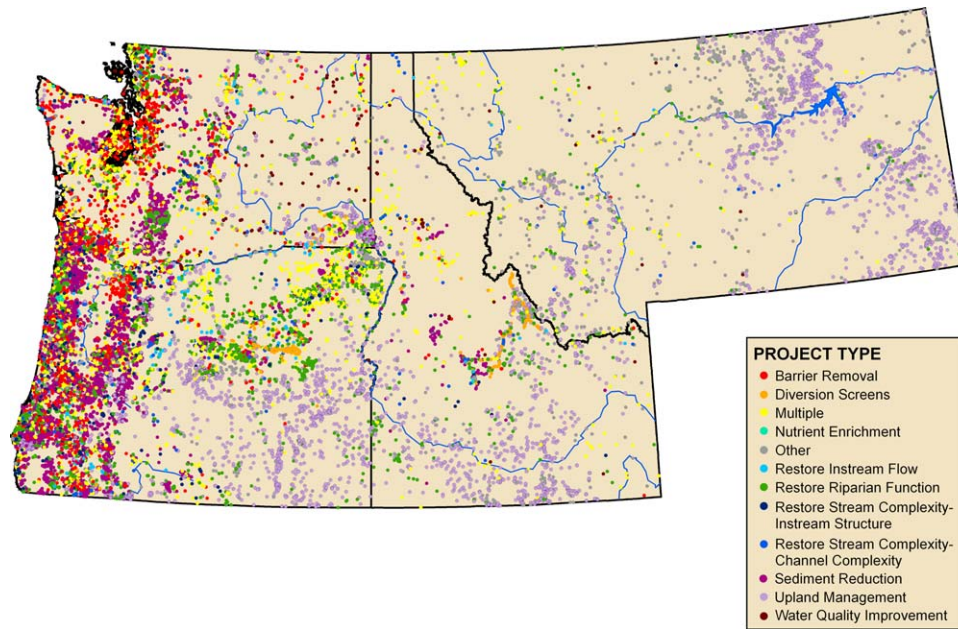 PROJECT TYPE
Barrier Removal
Diversion Screens
Multiple
Nutrient Enrichment
Other
Restore Instream Flow
Restore Riparian Function
Restore Stream Complexity-
Instream Structure
Restore Stream Complexity-
Channel Complexity
Sediment Reduction
Upland Management
Water Quality Improvement